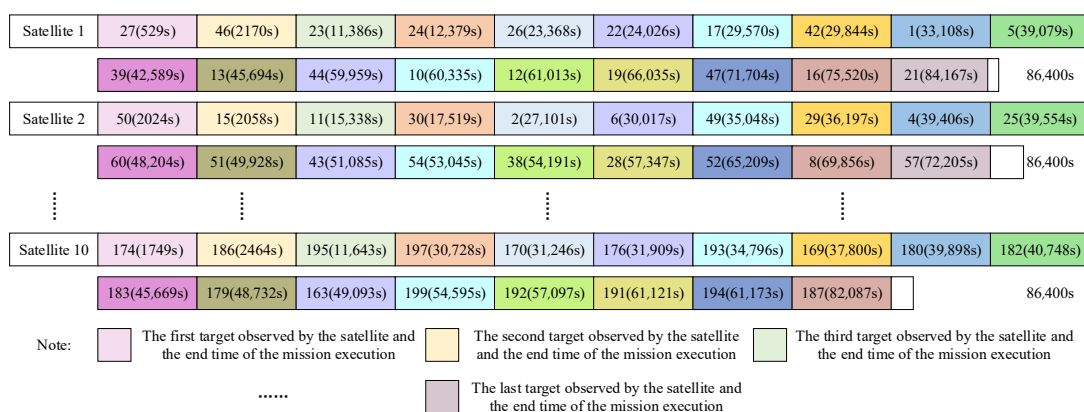 Satellite 1 27(529s) 46(2170s) 23(11,386s) 24(12,379s) 26(23,368s) 22(24,026s) 17(29,570s) 42(29,844s) 1(33,108s) 5(39,079s)
39(42,589s) 13(45,694s) 44(59,959s) 10(60,335s) 12(61,013s) 19(66,035s) 47(71,704s) 16(75,520s) 21(84,167s) 86,400s
Satellite 2 50(2024s) 15(2058s) 11(15,338s) 30(17,519s) 2(27,101s) 6(30,017s) 49(35,048s) 29(36,197s) 4(39,406s) 25(39,554s)
60(48,204s) 51(49,928s) 43(51,085s) 54(53,045s) 38(54,191s) 28(57,347s) 52(65,209s) 8(69,856s) 57(72,205s) 86,400s
Satellite 10 174(1749s) 186(2464s) 195(11,643s) 197(30,728s) 170(31,246s) 176(31,909s) 193(34,796s) 169(37,800s) 180(39,898s) 182(40,748s)
183(45,669s) 179(48,732s) 163(49,093s) 199(54,595s) 192(57,097s) 191(61,121s) 194(61,173s) 187(82,087s) 86,400s
Note:
The first target observed by the satellite and
the end time of the mission execution
The second target observed by the satellite
and the end time of the mission execution
The third target observed by the satellite and
the end time of the mission execution
......
The last target observed by the satellite and
the end time of the mission execution